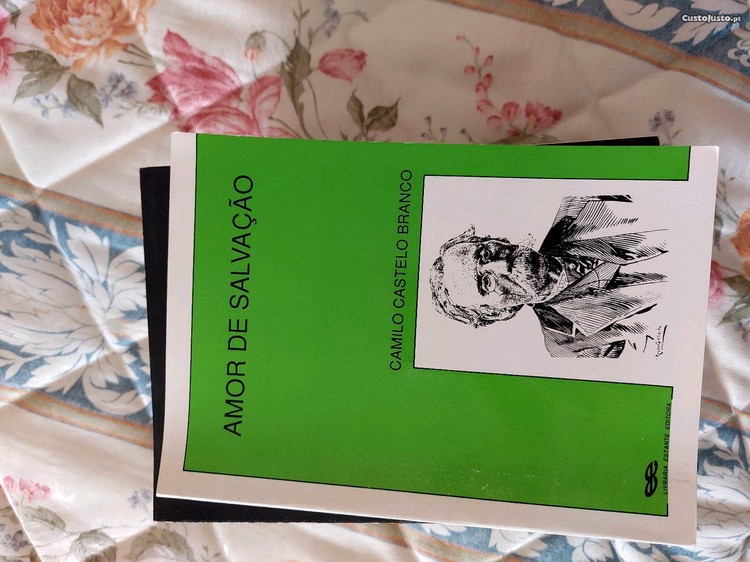 CustoJusto.pt
AMOR DE SALVAÇÃO
CAMILO CASTELO BRANCO
LIVRARIA ESTANTE EDITORA